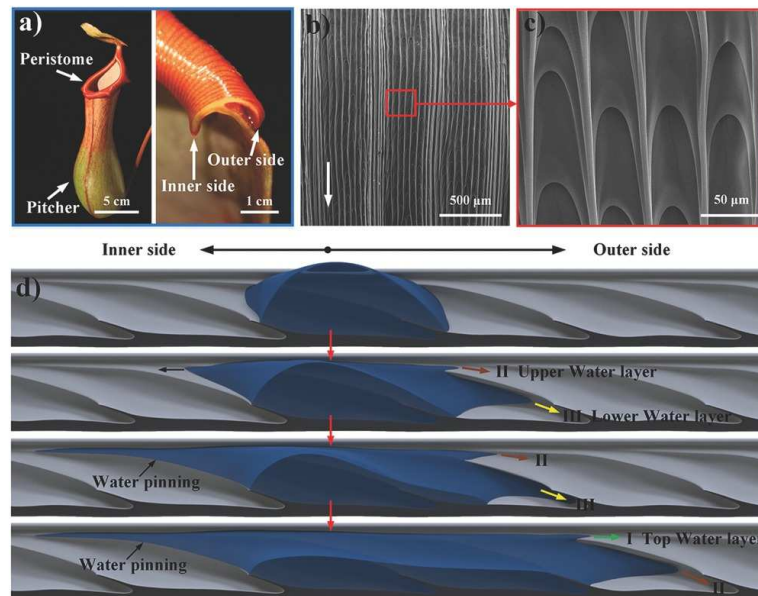 a)
Peristome
Pitcher
5 cm
Outer side
Inner side
1 cm
b)
500 µm
c)
50 µm
Inner side
Outer side
d)
II Upper Water layer
III Lower Water layer
Water pinning
II
III
I Top Water layer
Water pinning
II